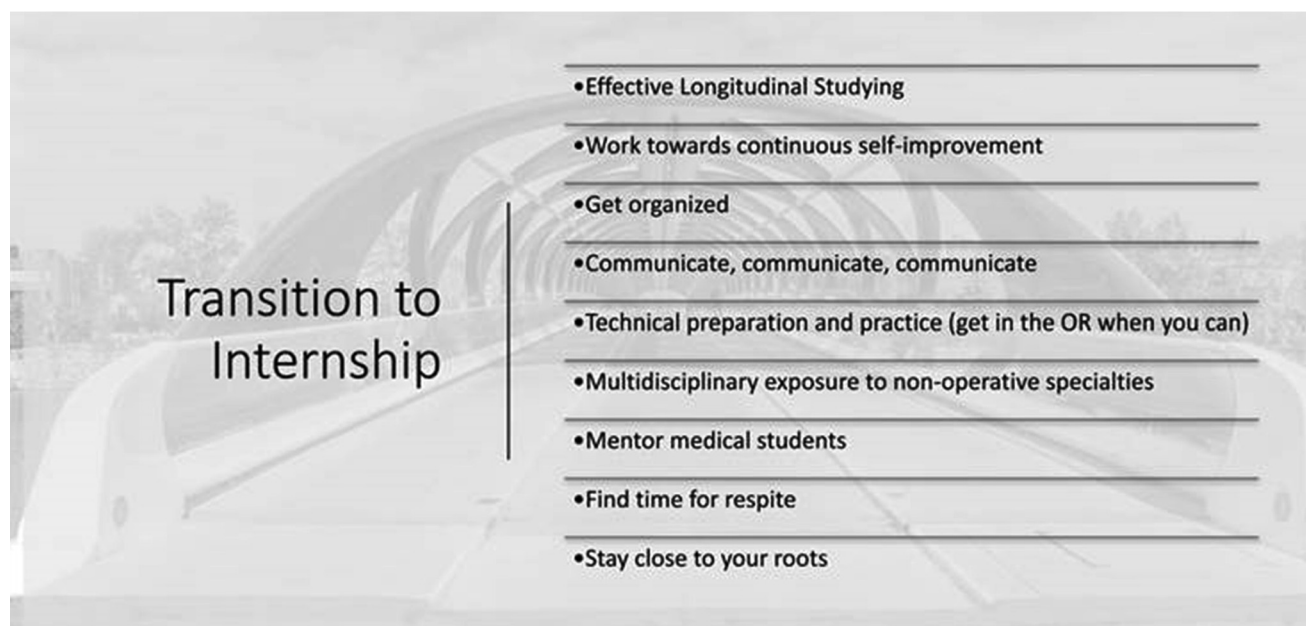 Transition to
Internship
•Effective Longitudinal Studying
•Work towards continuous self-improvement
•Get organized
•Communicate, communicate, communicate
•Technical preparation and practice (get in the OR when you can)
•Multidisciplinary exposure to non-operative specialties
•Mentor medical students
•Find time for respite
•Stay close to your roots